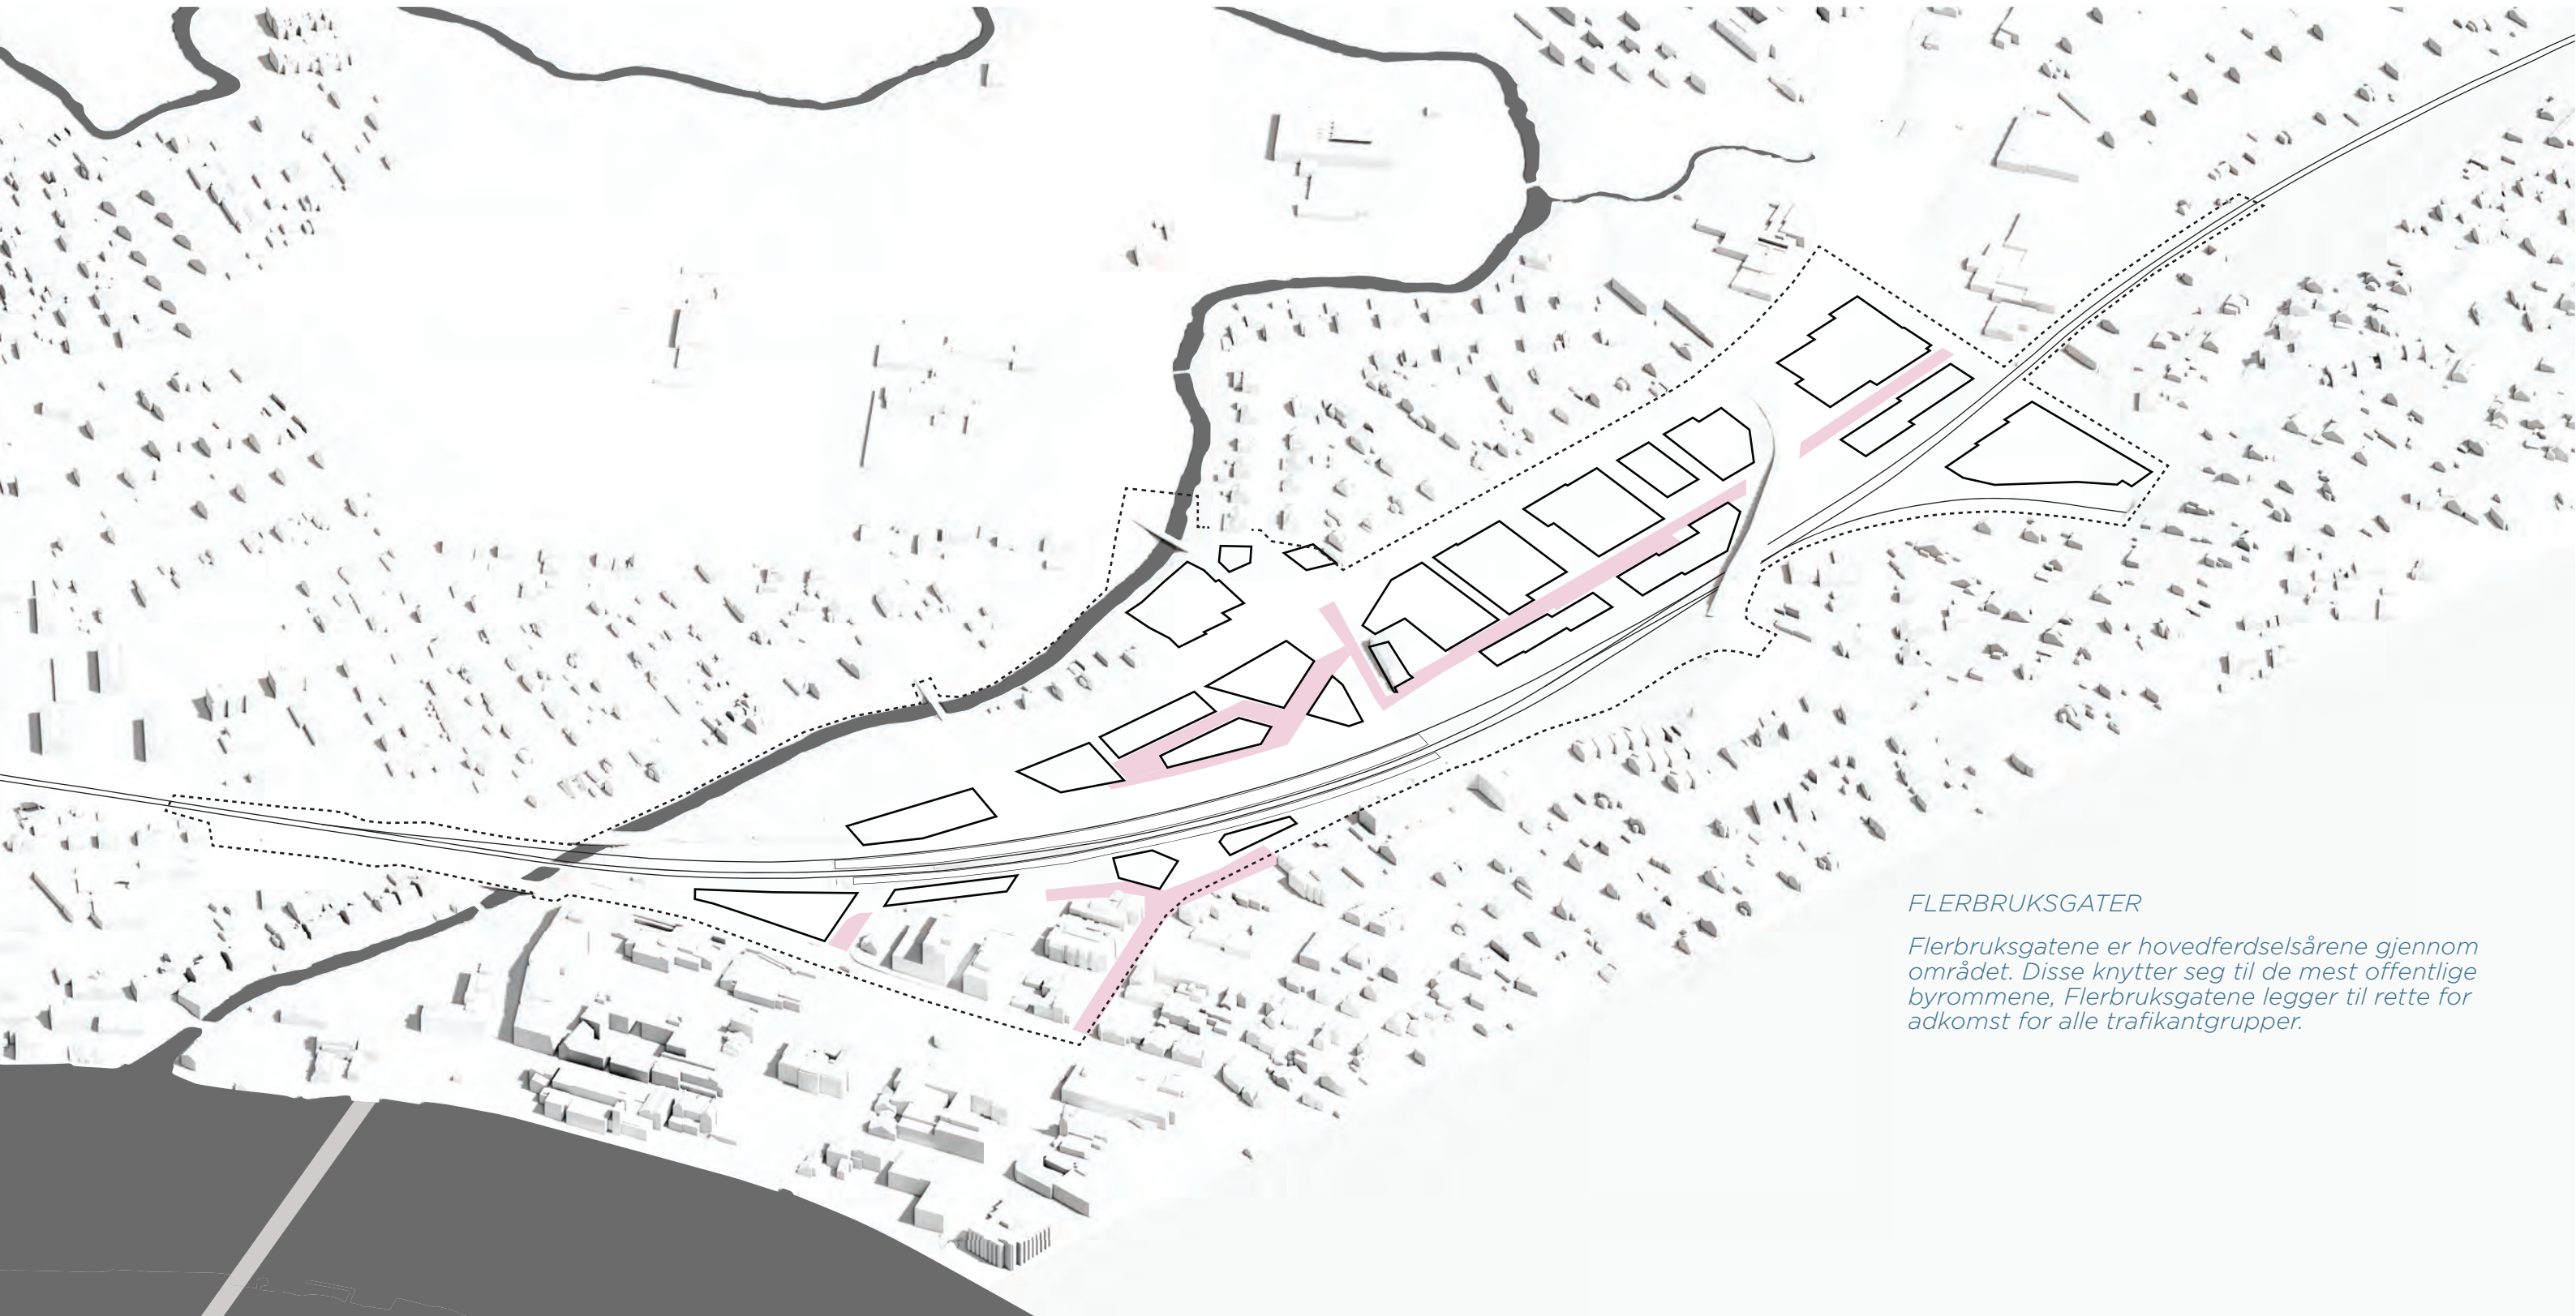 FLERBRUKSGATER
Flerbruksgatene er hovedferdselsårene gjennom
området. Disse knytter seg til de mest offentlige
byrommene, Flerbruksgatene legger til rette for
adkomst for alle trafikantgrupper.